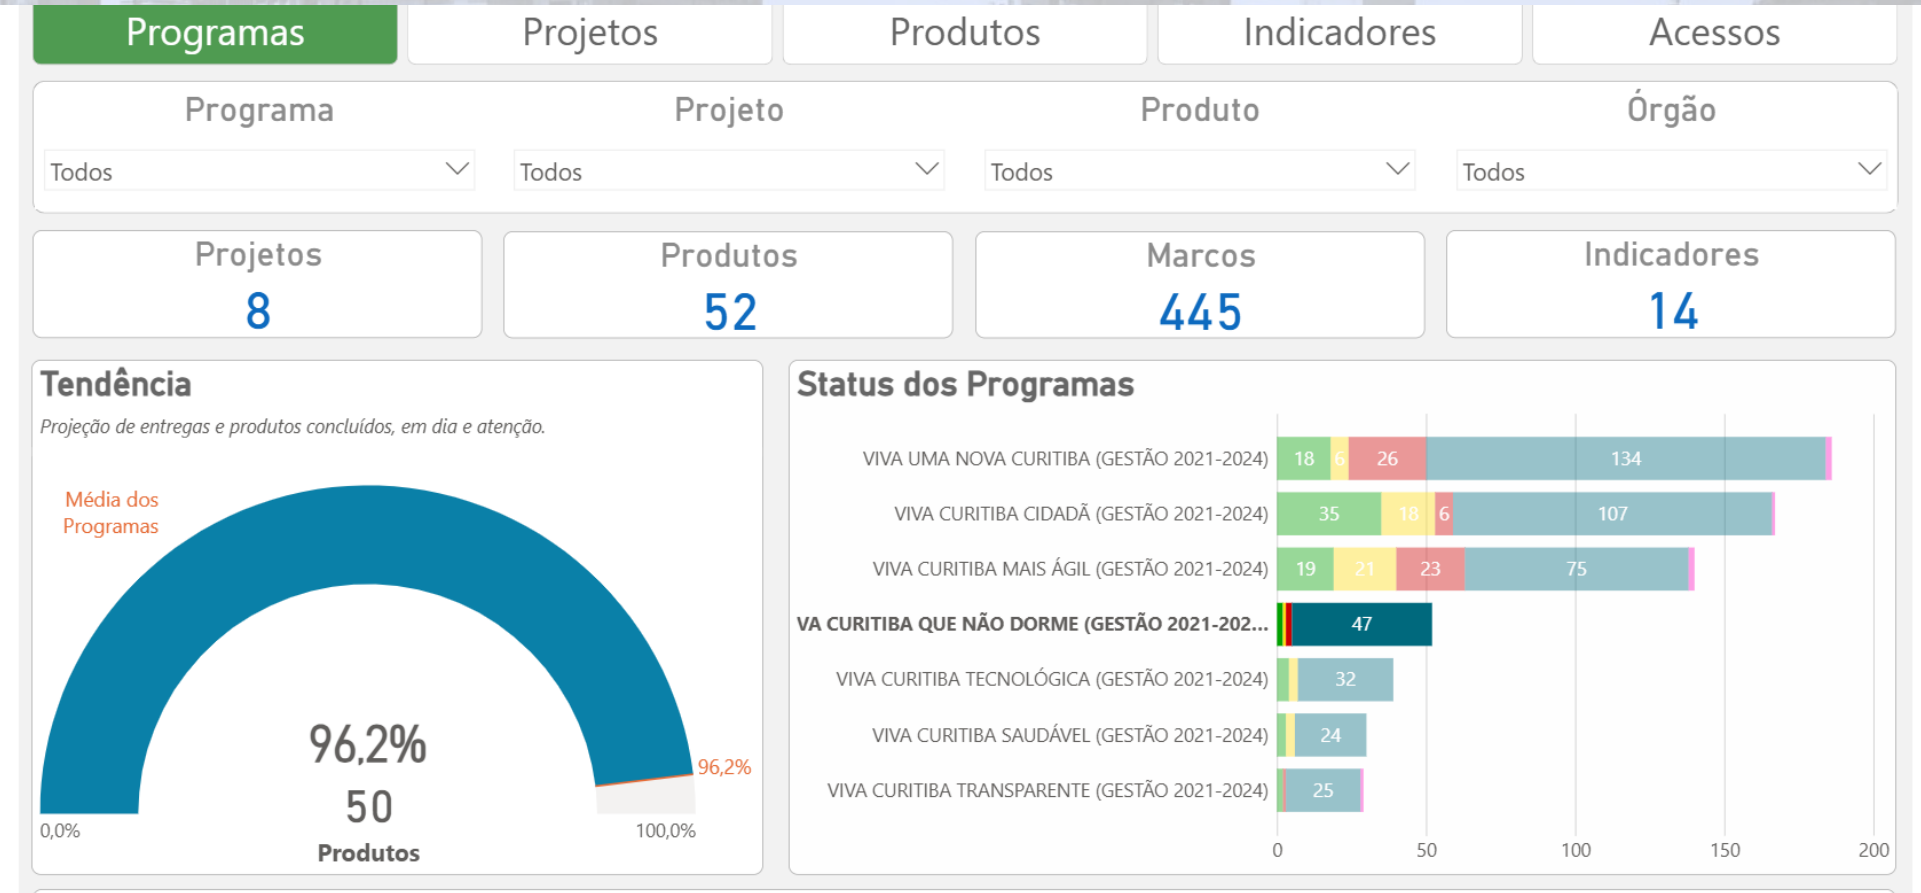 Programas
Projetos
Produtos
Indicadores
Acessos
Programa
Projeto
Produto
Órgão
Todos
Todos
Todos
Todos
Projetos
8
Produtos
52
Marcos
445
Indicadores
14
Tendência
Projeção de entregas e produtos concluídos, em dia e atenção.
Média dos
Programas
96,2%
50
Produtos
96,2%
0,0%
100,0%
Status dos Programas
VIVA UMA NOVA CURITIBA (GESTÃO 2021-2024) 18 6 26 134
VIVA CURITIBA CIDADÃ (GESTÃO 2021-2024) 35 18 6 107
VIVA CURITIBA MAIS ÁGIL (GESTÃO 2021-2024) 19 21 23 75
VA CURITIBA QUE NÃO DORME (GESTÃO 2021-202... 47
VIVA CURITIBA TECNOLÓGICA (GESTÃO 2021-2024) 32
VIVA CURITIBA SAUDÁVEL (GESTÃO 2021-2024) 24
VIVA CURITIBA TRANSPARENTE (GESTÃO 2021-2024) 25
0 50 100 150 200